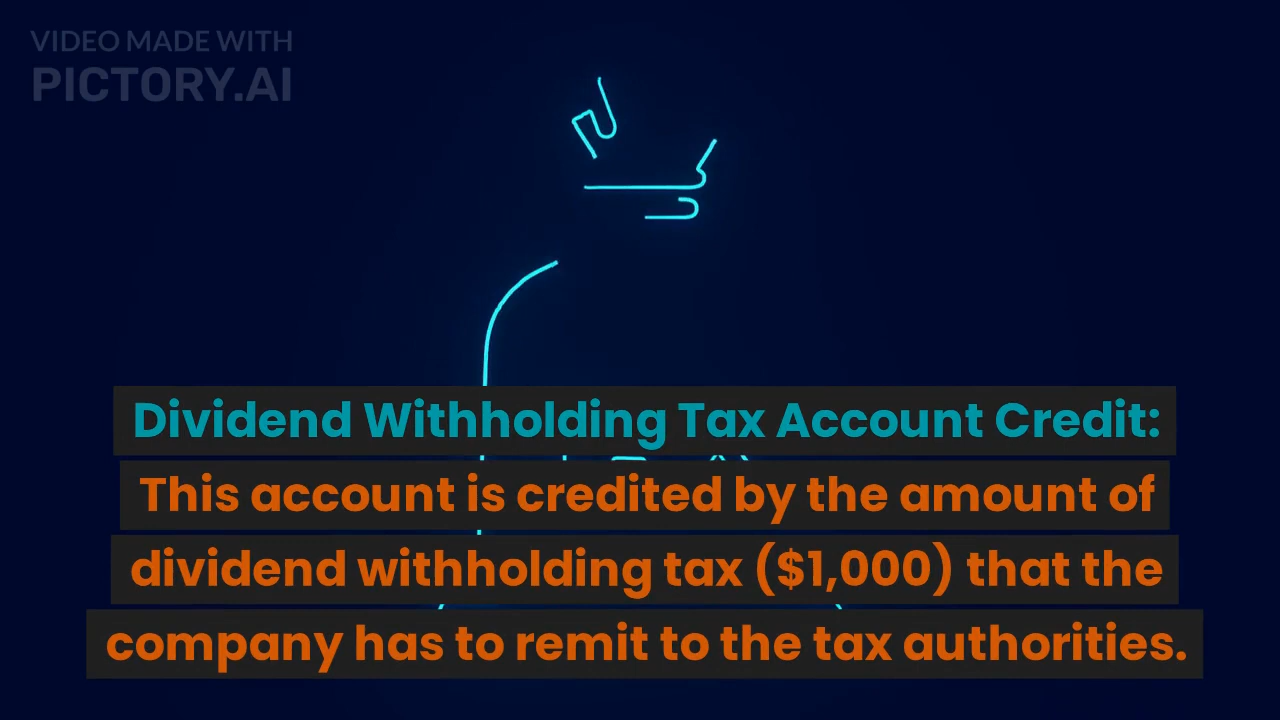 VIDEO MADE WITH
PICTORY.AI
Dividend Withholding Tax Account Credit:
This account is credited by the amount of
dividend withholding tax ($1,000) that the
company has to remit to the tax authorities.